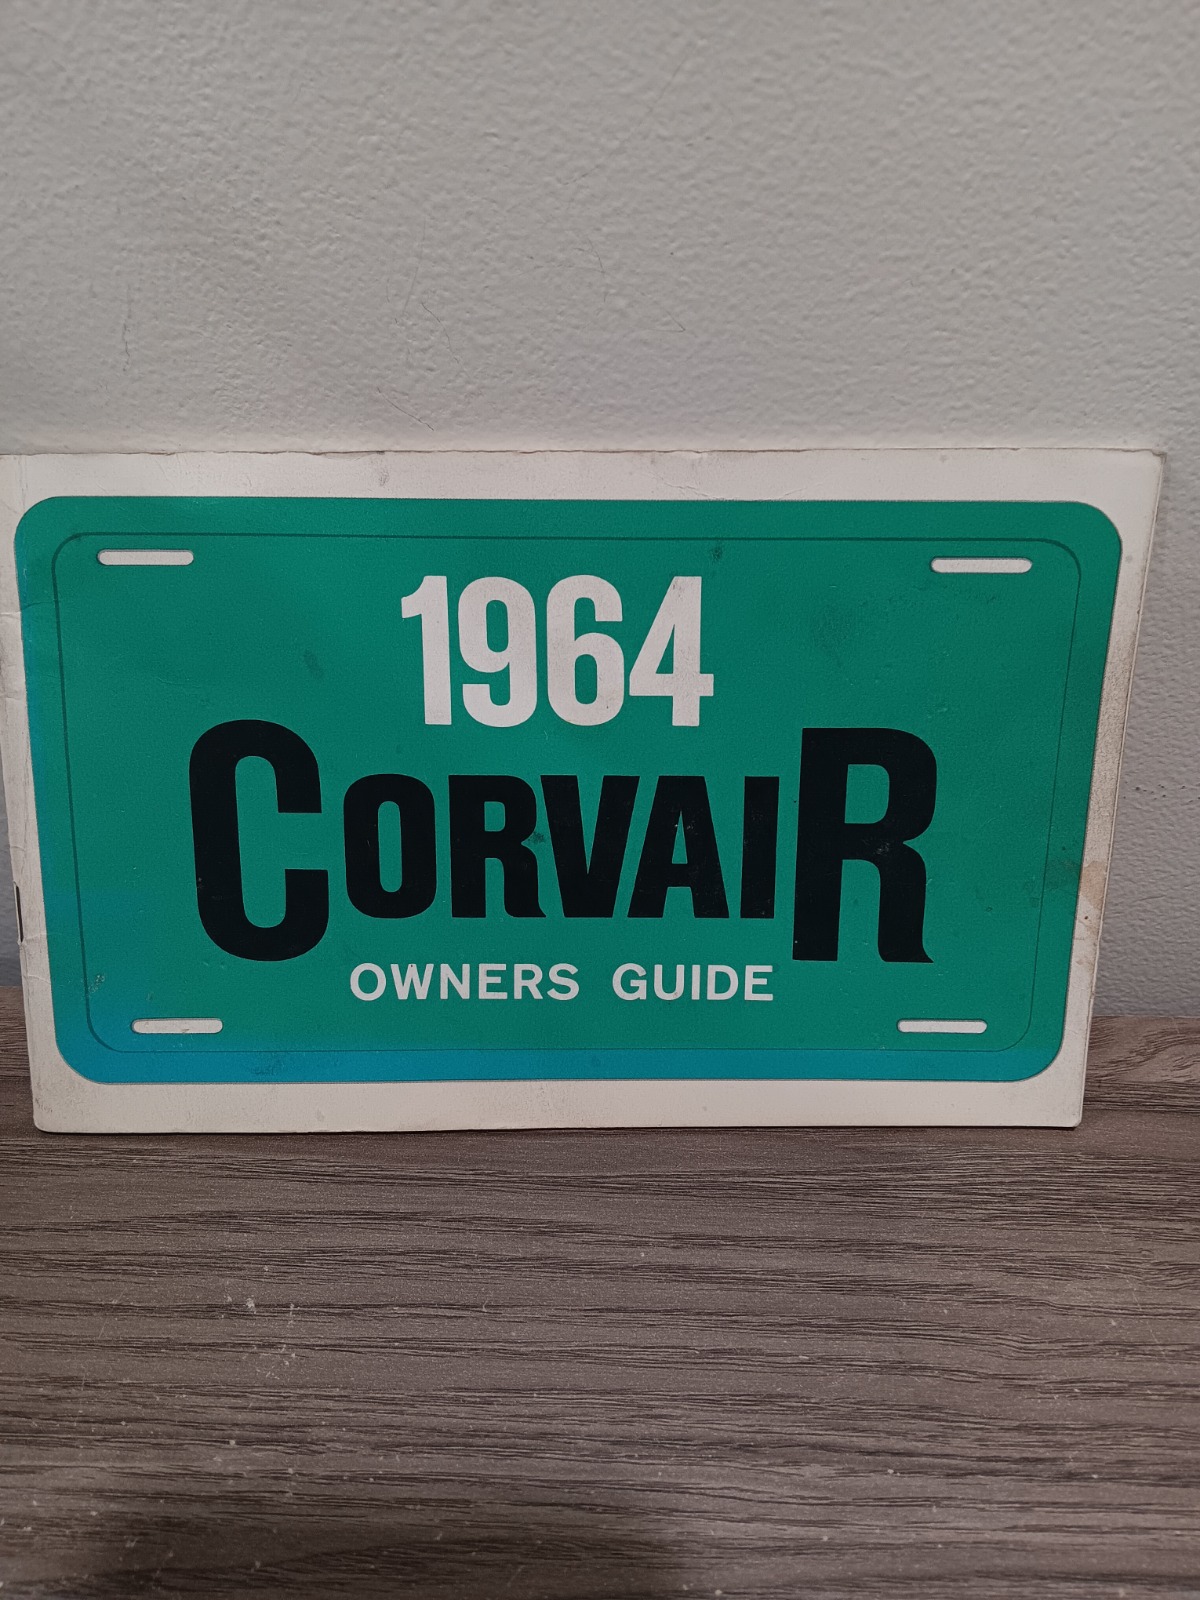 1964
CORVAIR
OWNERS GUIDE